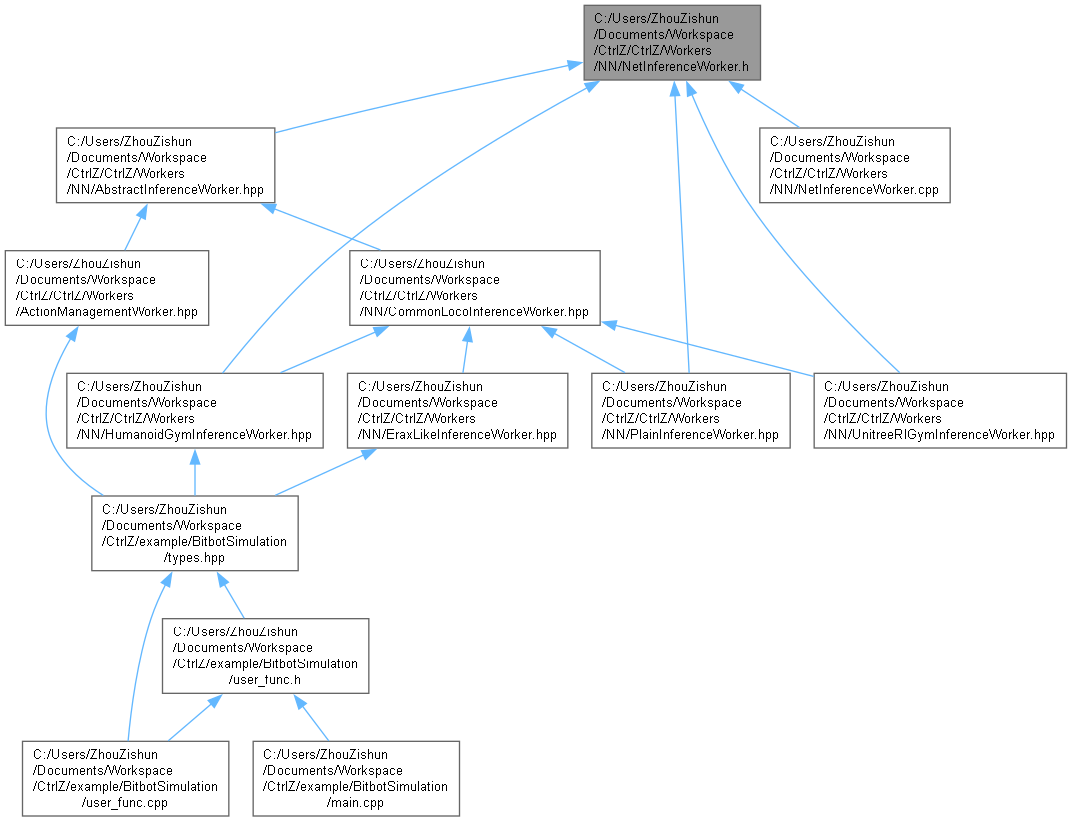 C:/Users/ZhouZishun
/Documents/Workspace
/CtrlZ/CtrlZ/Workers
/NN/NetInferenceWorker.h
C:/Users/ZhouZishun
/Documents/Workspace
/CtrlZ/CtrlZ/Workers
/NN/AbstractInferenceWorker.hpp
C:/Users/ZhouZishun
/Documents/Workspace
/CtrlZ/CtrlZ/Workers
/NN/NetInferenceWorker.cpp
C:/Users/ZhouZishun
/Documents/Workspace
/CtrlZ/CtrlZ/Workers
/ActionManagementWorker.hpp
C:/Users/ZhouZishun
/Documents/Workspace
/CtrlZ/CtrlZ/Workers
/NN/CommonLocoInferenceWorker.hpp
C:/Users/ZhouZishun
/Documents/Workspace
/CtrlZ/CtrlZ/Workers
/NN/HumanoidGymInferenceWorker.hpp
C:/Users/ZhouZishun
/Documents/Workspace
/CtrlZ/CtrlZ/Workers
/NN/EraxLikeInferenceWorker.hpp
C:/Users/ZhouZishun
/Documents/Workspace
/CtrlZ/CtrlZ/Workers
/NN/PlainInferenceWorker.hpp
C:/Users/ZhouZishun
/Documents/Workspace
/CtrlZ/CtrlZ/Workers
/NN/UnitreeRlGymInferenceWorker.hpp
C:/Users/ZhouZishun
/Documents/Workspace
/CtrlZ/example/BitbotSimulation
/types.hpp
C:/Users/ZhouZishun
/Documents/Workspace
/CtrlZ/example/BitbotSimulation
/user_func.h
C:/Users/ZhouZishun
/Documents/Workspace
/CtrlZ/example/BitbotSimulation
/user_func.cpp
C:/Users/ZhouZishun
/Documents/Workspace
/CtrlZ/example/BitbotSimulation
/main.cpp